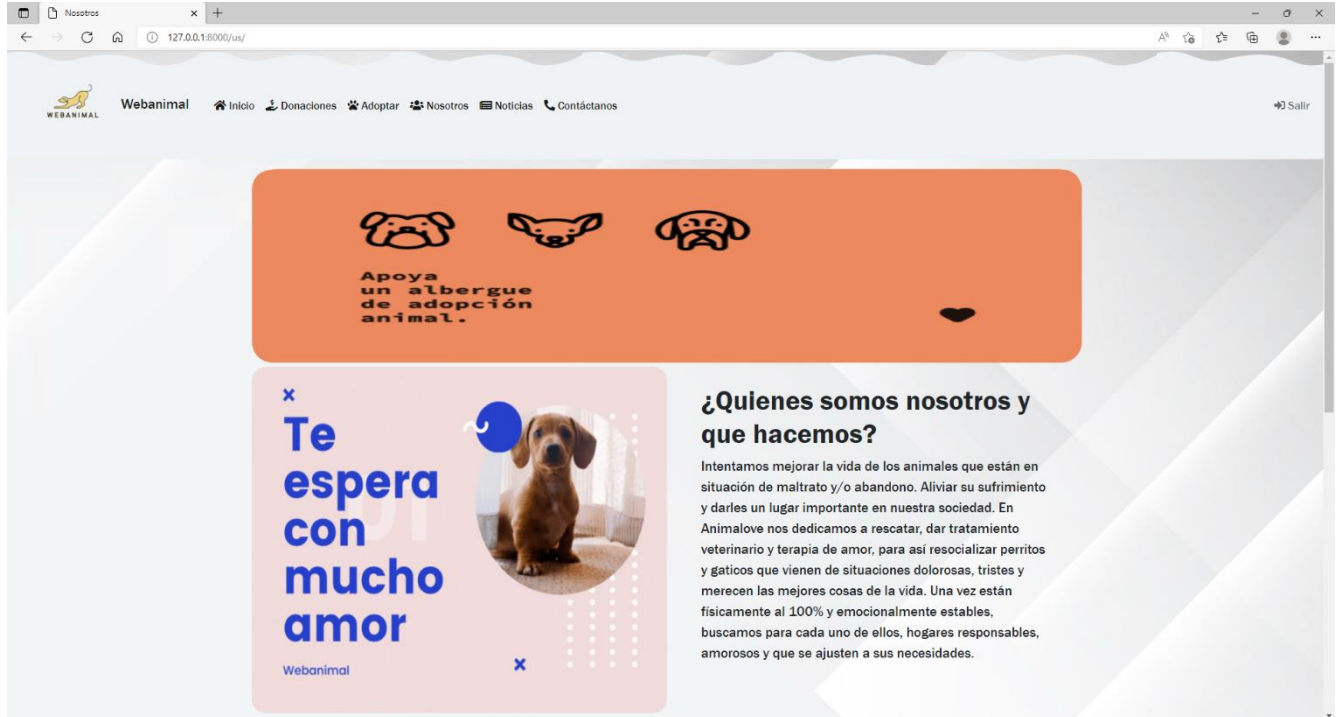 Nosotros
127.0.0.1:8000/us/
WEBANIMAL
Webanimal Inicio Donaciones Adoptar Nosotros Noticias Contáctanos Salir
Apoya
un albergue
de adopción
animal.
Te
espera
con
mucho
amor
Webanimal
¿Quienes somos nosotros y
que hacemos?
Intentamos mejorar la vida de los animales que están en
situación de maltrato y/o abandono. Aliviar su sufrimiento
y darles un lugar importante en nuestra sociedad. En
Animalove nos dedicamos a rescatar, dar tratamiento
veterinario y terapia de amor, para así resocializar perritos
y gaticos que vienen de situaciones dolorosas, tristes y
merecen las mejores cosas de la vida. Una vez están
físicamente al 100% y emocionalmente estables,
buscamos para cada uno de ellos, hogares responsables,
amorosos y que se ajusten a sus necesidades.